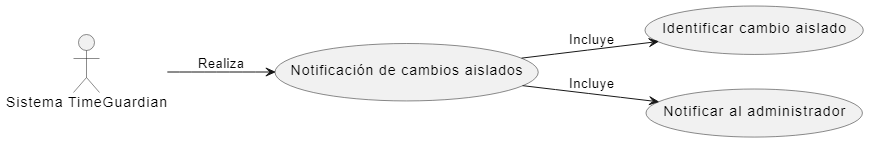 Identificar cambio aislado
Incluye
Realiza
Notificación de cambios aislados
Incluye
Sistema TimeGuardian
Notificar al administrador